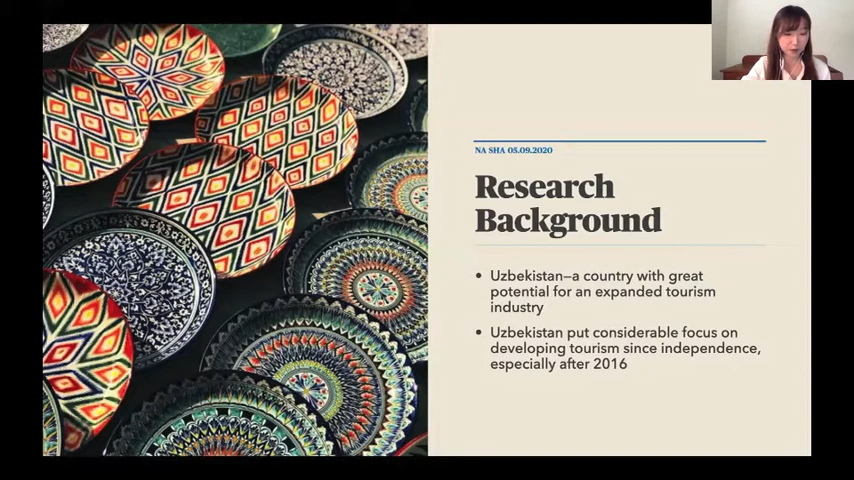 NA SHA 05.09.2020
Research
Background
• Uzbekistan—a country with great
potential for an expanded tourism
industry
• Uzbekistan put considerable focus on
developing tourism since independence,
especially after 2016